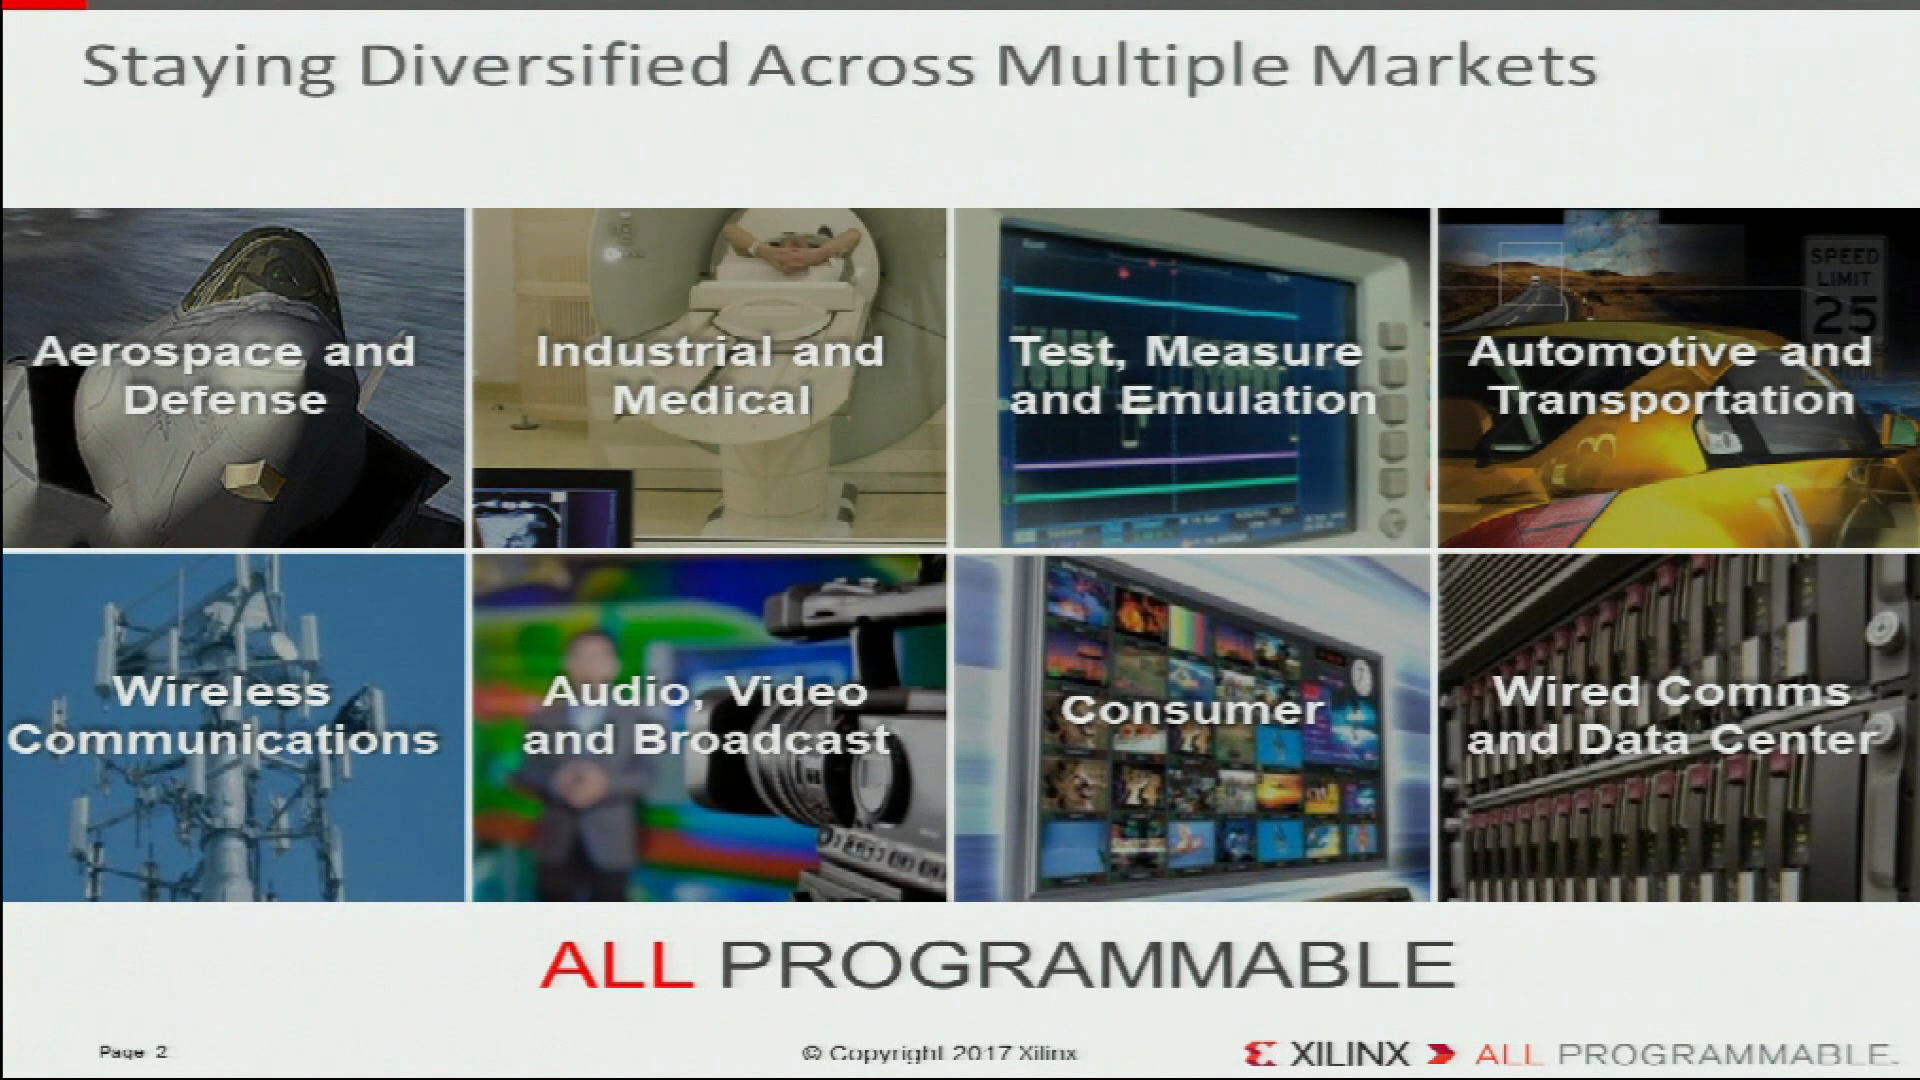 Staying Diversified Across Multiple Markets
Aerospace and
Defense
Industrial and
Medical
Test, Measure
and Emulation
SPEED
LIMIT
25
Automotive and
Transportation
Wireless
Communications
Audio, Video
and Broadcast
Consumer
Wired Comms
and Data Center
ALL PROGRAMMABLE
Page 2
© Copyright 2017 Xilinx
XILINX ALL PROGRAMMABLE.